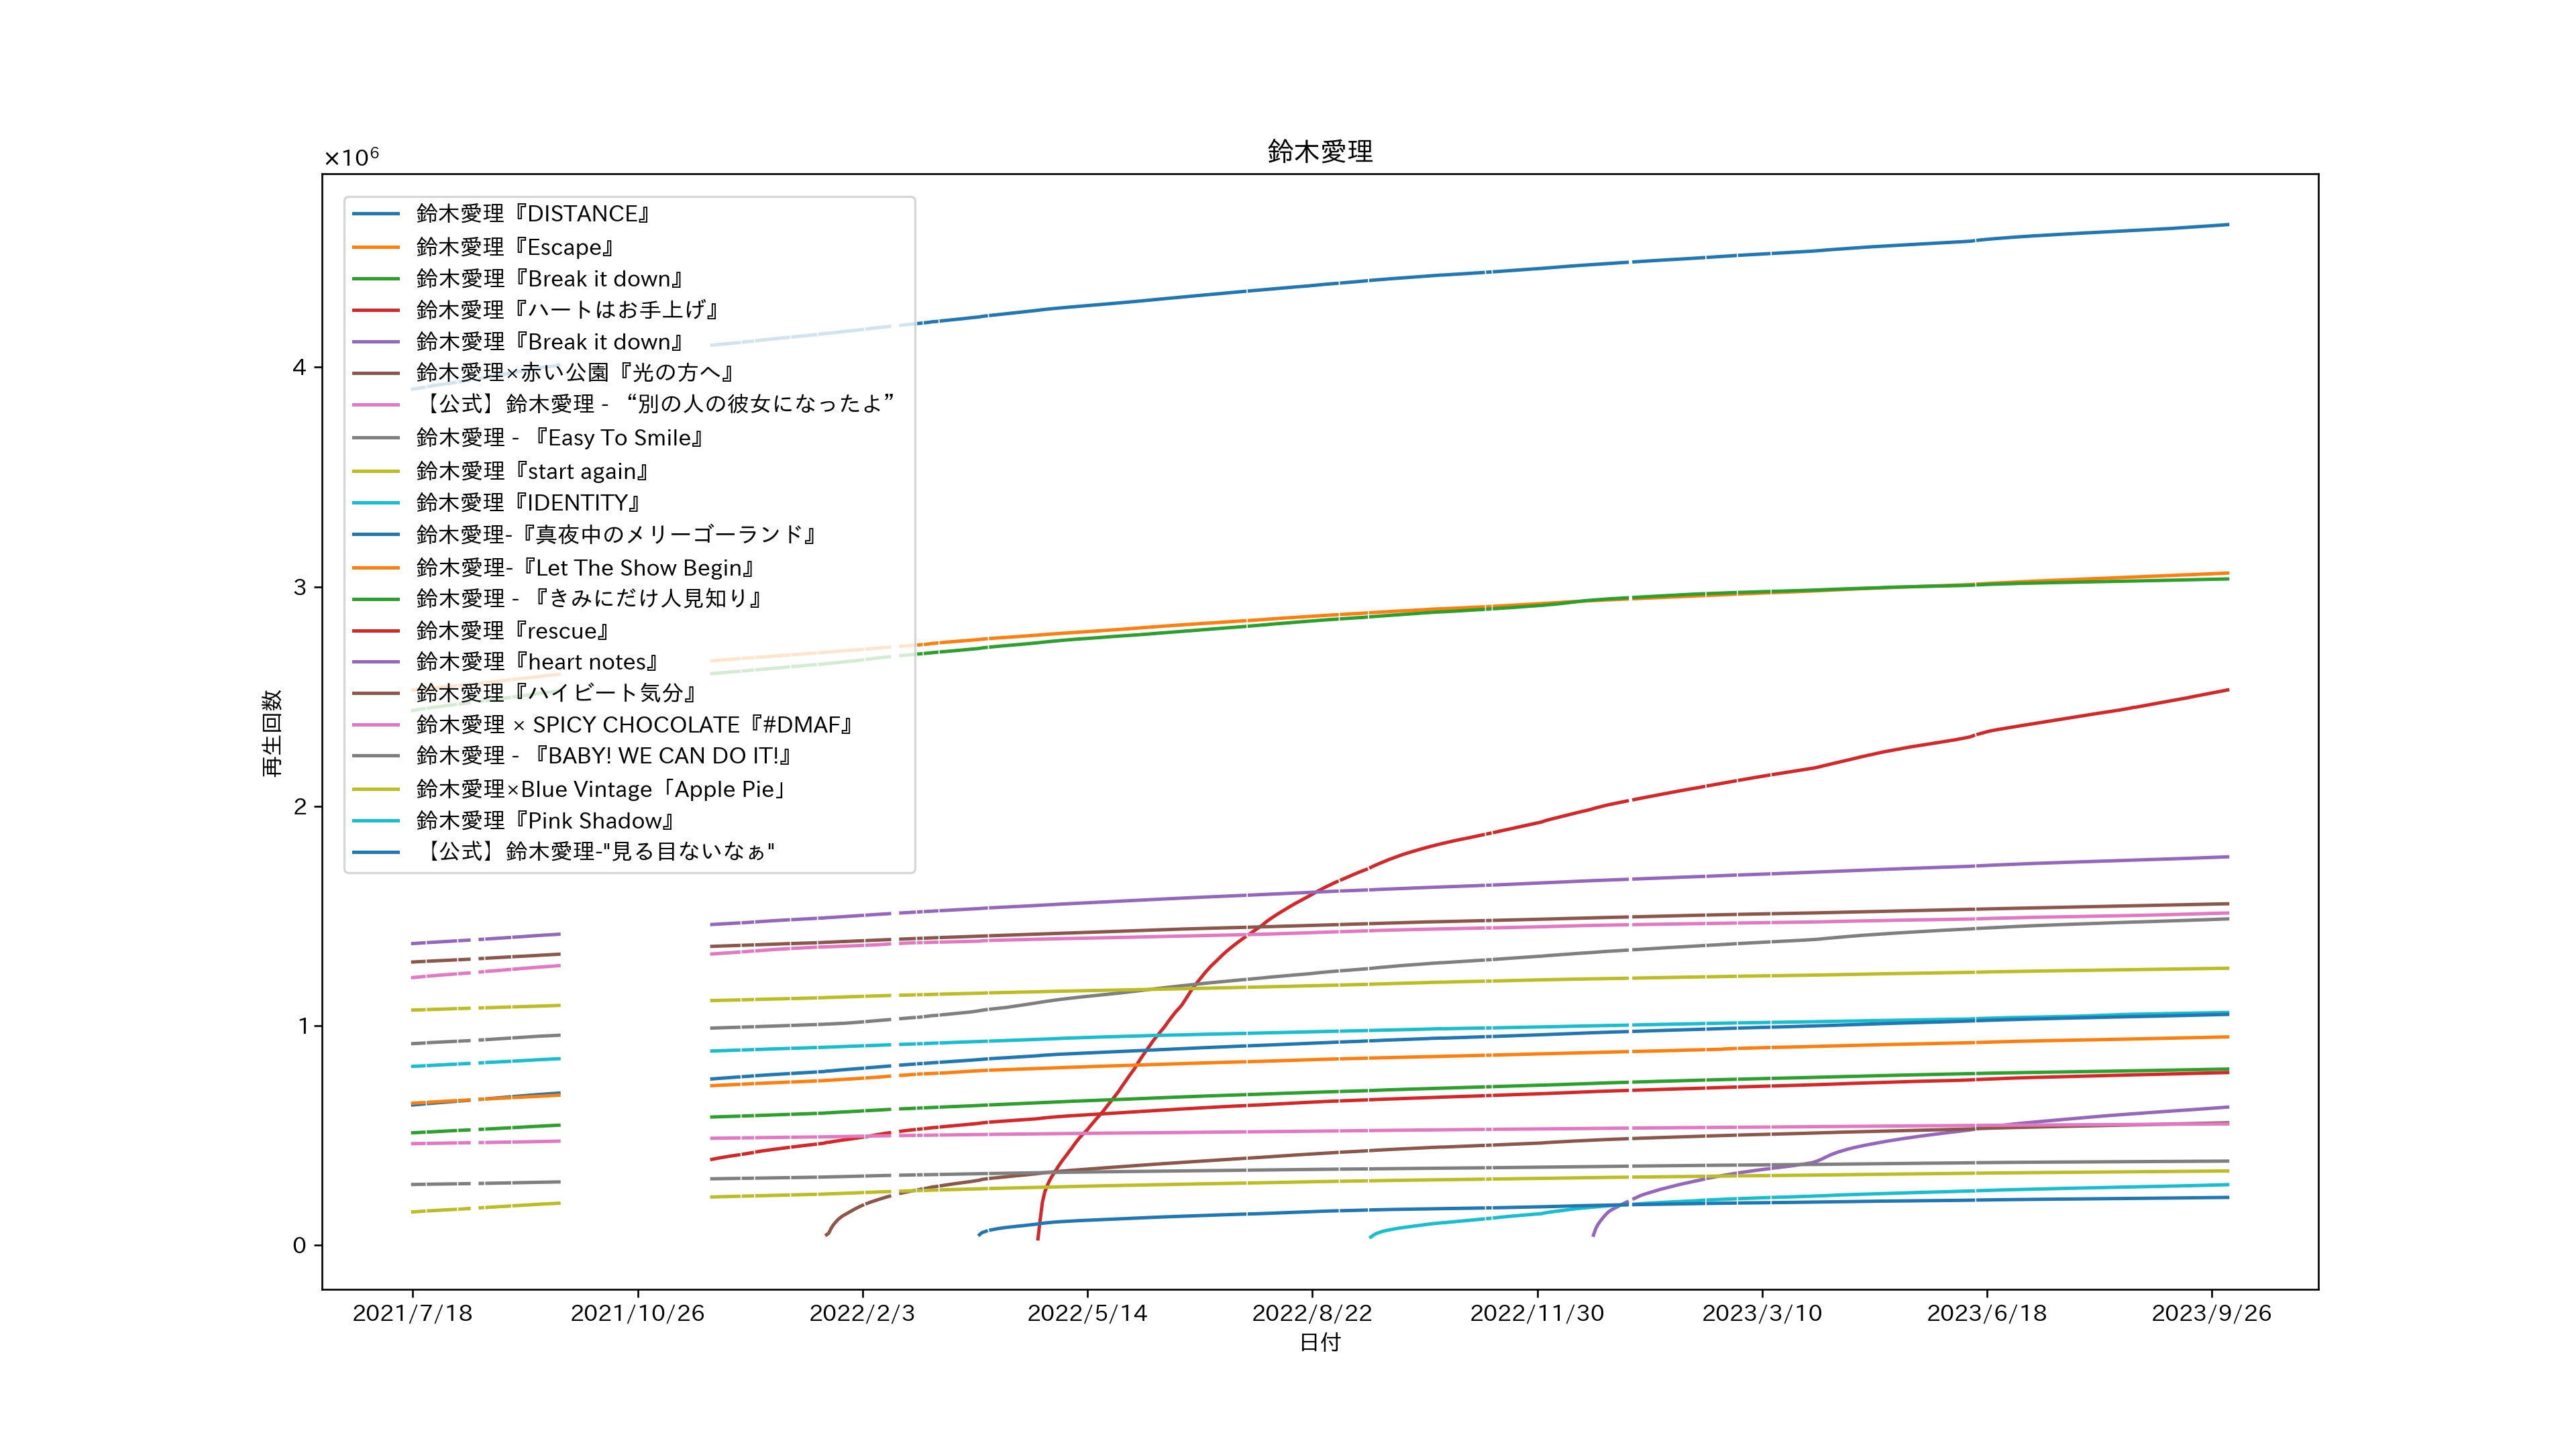 鈴木愛理
×10⁶
鈴木愛理『DISTANCE』
鈴木愛理『Escape』
鈴木愛理『Break it down』
鈴木愛理『ハートはお手上げ』
鈴木愛理『Break it down』
鈴木愛理×赤い公園『光の方へ』
【公式】鈴木愛理 - “別の人の彼女になったよ”
鈴木愛理 - 『Easy To Smile』
鈴木愛理『start again』
鈴木愛理『IDENTITY』
鈴木愛理-『真夜中のメリーゴーランド』
鈴木愛理-『Let The Show Begin』
鈴木愛理 - 『きみにだけ人見知り』
鈴木愛理『rescue』
鈴木愛理『heart notes』
鈴木愛理『ハイビート気分』
鈴木愛理 × SPICY CHOCOLATE『#DMAF』
鈴木愛理 - 『BABY! WE CAN DO IT!』
鈴木愛理×Blue Vintage「Apple Pie」
鈴木愛理『Pink Shadow』
【公式】鈴木愛理-"見る目ないなぁ"
再生回数
4
3
2
1
0
2021/7/18
2021/10/26
2022/2/3
2022/5/14
2022/8/22
2022/11/30
2023/3/10
2023/6/18
2023/9/26
日付